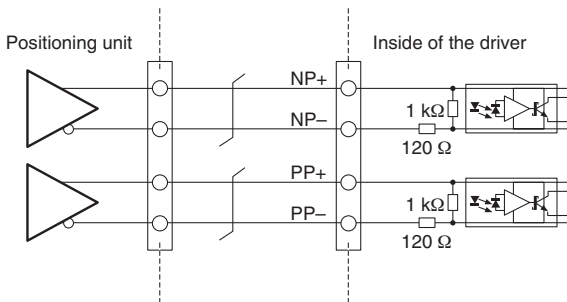 Positioning unit
Inside of the driver
NP+
1 kΩ
NP–
120 Ω
PP+
1 kΩ
PP–
120 Ω